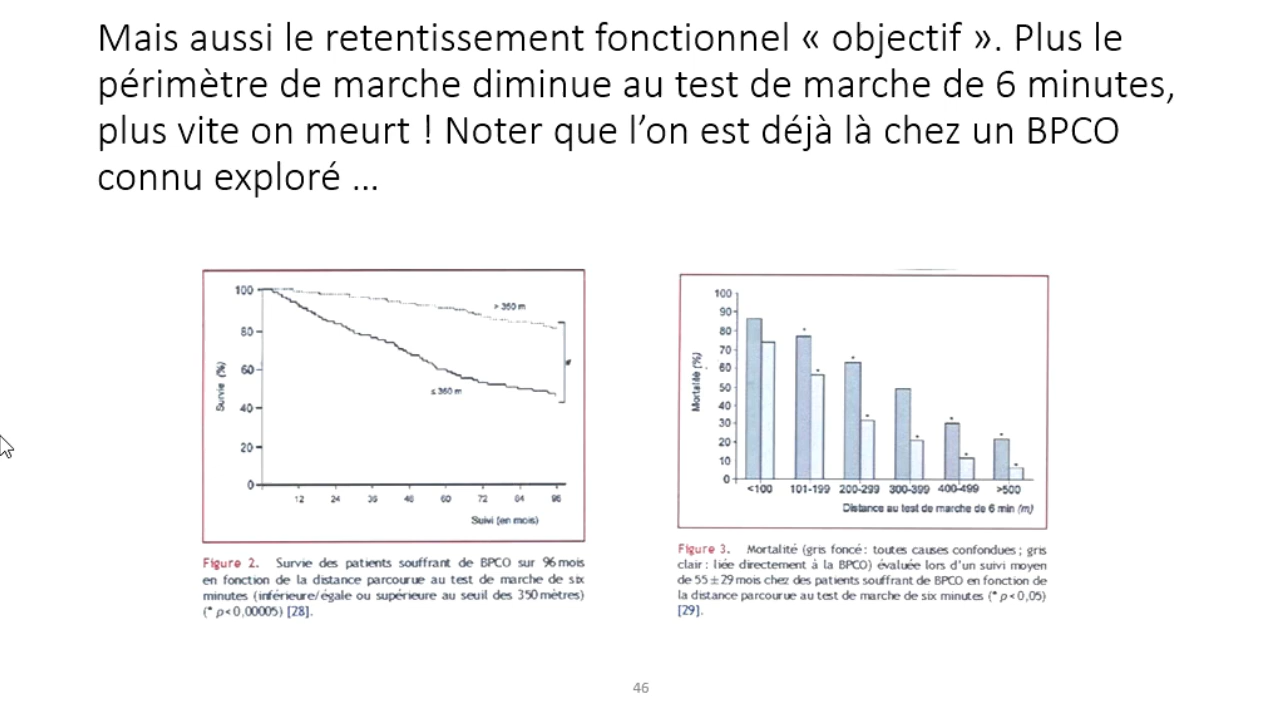 Mais aussi le retentissement fonctionnel « objectif ». Plus le
périmètre de marche diminue au test de marche de 6 minutes,
plus vite on meurt ! Noter que l’on est déjà là chez un BPCO
connu exploré …
100
80
60
40
20
0
Survie (%)
> 350 m
≤ 350 m
*
12 24 36 48 60 72 84 96
Suivi (en mois)
Figure 2. Survie des patients souffrant de BPCO sur 96 mois
en fonction de la distance parcourue au test de marche de six
minutes (inférieure/égale ou supérieure au seuil des 350 mètres)
(* p < 0,00005) [28].
100
90
80
70
60
50
40
30
20
10
0
Mortalité (%)
<100 101-199 200-299 300-399 400-499 >500
Distance au test de marche de 6 min (m)
Figure 3. Mortalité (gris foncé : toutes causes confondues ; gris
clair : liée directement à la BPCO) évaluée lors d’un suivi moyen
de 55 ± 29 mois chez des patients souffrant de BPCO en fonction de
la distance parcourue au test de marche de six minutes (* p < 0,05)
[29].
46